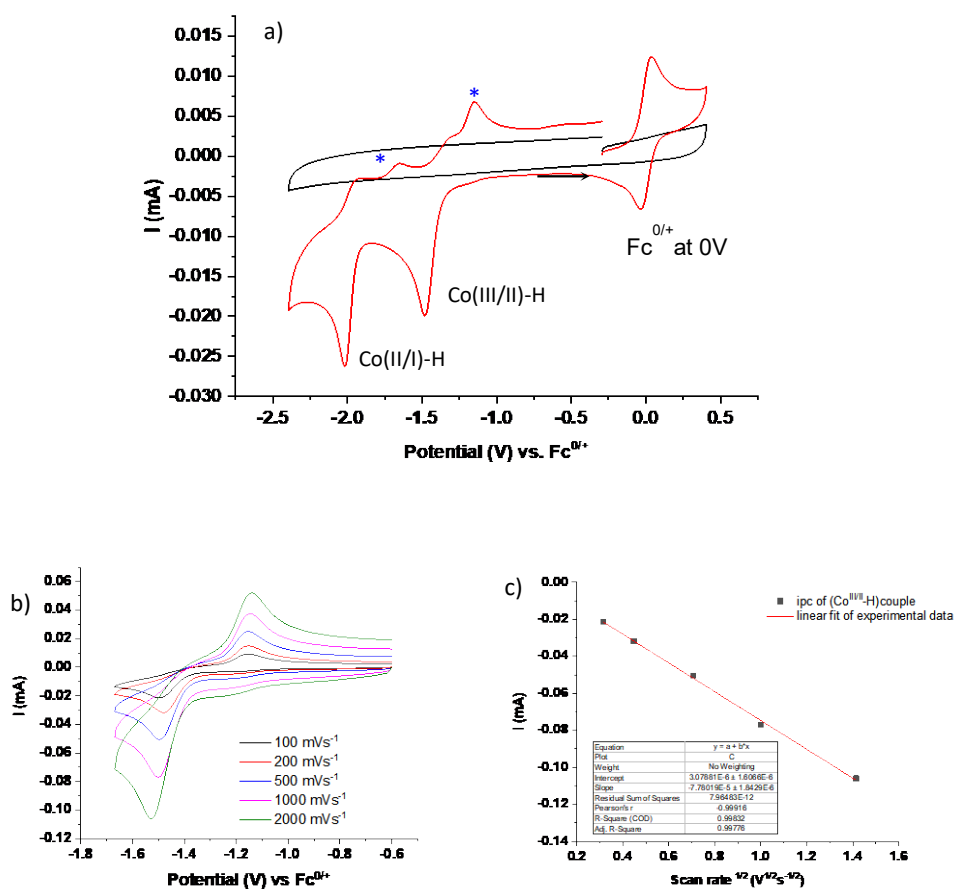 a)
0.015
0.010
0.005
0.000
-0.005
-0.010
-0.015
-0.020
-0.025
-0.030
I (mA)
*
*
Fc0/+ at 0V
Co(III/II)-H
Co(II/I)-H
-2.5 -2.0 -1.5 -1.0 -0.5 0.0 0.5
Potential (V) vs. Fc0/+
b)
0.06
0.04
0.02
0.00
-0.02
-0.04
-0.06
-0.08
-0.10
-0.12
I (mA)
100 mVs-1
200 mVs-1
500 mVs-1
1000 mVs-1
2000 mVs-1
-1.8 -1.6 -1.4 -1.2 -1.0 -0.8 -0.6
Potential (V) vs Fc0/+
c)
0.00
-0.02
-0.04
-0.06
-0.08
-0.10
-0.12
-0.14
I (mA)
ipc of (CoIII/II-H)couple
linear fit of experimental data
Equation y = a + b*x
Plot C
Weight No Weighting
Intercept 3.07881E-6 ± 1.6066E-6
Slope -7.78019E-5 ± 1.8429E-6
Residual Sum of Squares 7.96483E-12
Pearson's r -0.99916
R-Square (COD) 0.99832
Adj. R-Square 0.99776
0.2 0.4 0.6 0.8 1.0 1.2 1.4 1.6
Scan rate 1/2 (V1/2s-1/2)